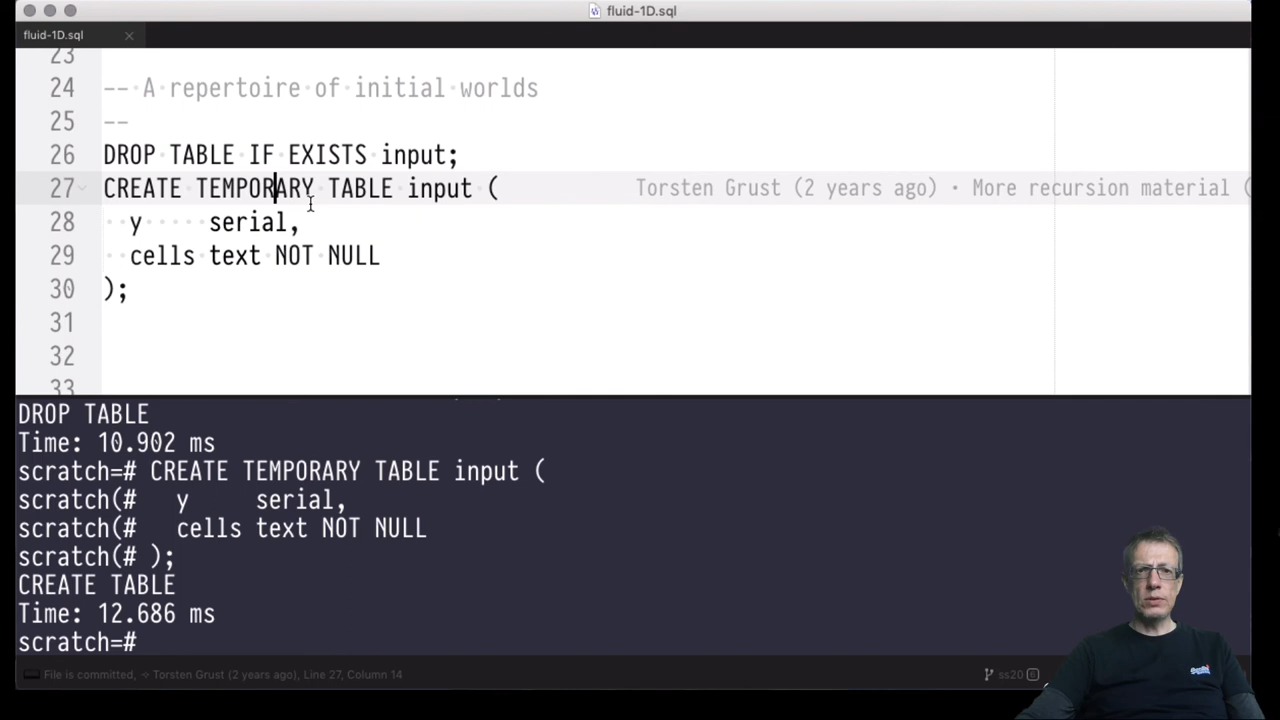 fluid-1D.sql
fluid-1D.sql
23
24 -- A repertoire of initial worlds
25 --
26 DROP TABLE IF EXISTS input;
27 CREATE TEMPORARY TABLE input ( Torsten Grust (2 years ago) • More recursion material (
28 y serial,
29 cells text NOT NULL
30 );
31
32
33
DROP TABLE
Time: 10.902 ms
scratch=# CREATE TEMPORARY TABLE input (
scratch(# y serial,
scratch(# cells text NOT NULL
scratch(# );
CREATE TABLE
Time: 12.686 ms
scratch=#
File is committed, Torsten Grust (2 years ago), Line 27, Column 14
ss20 6